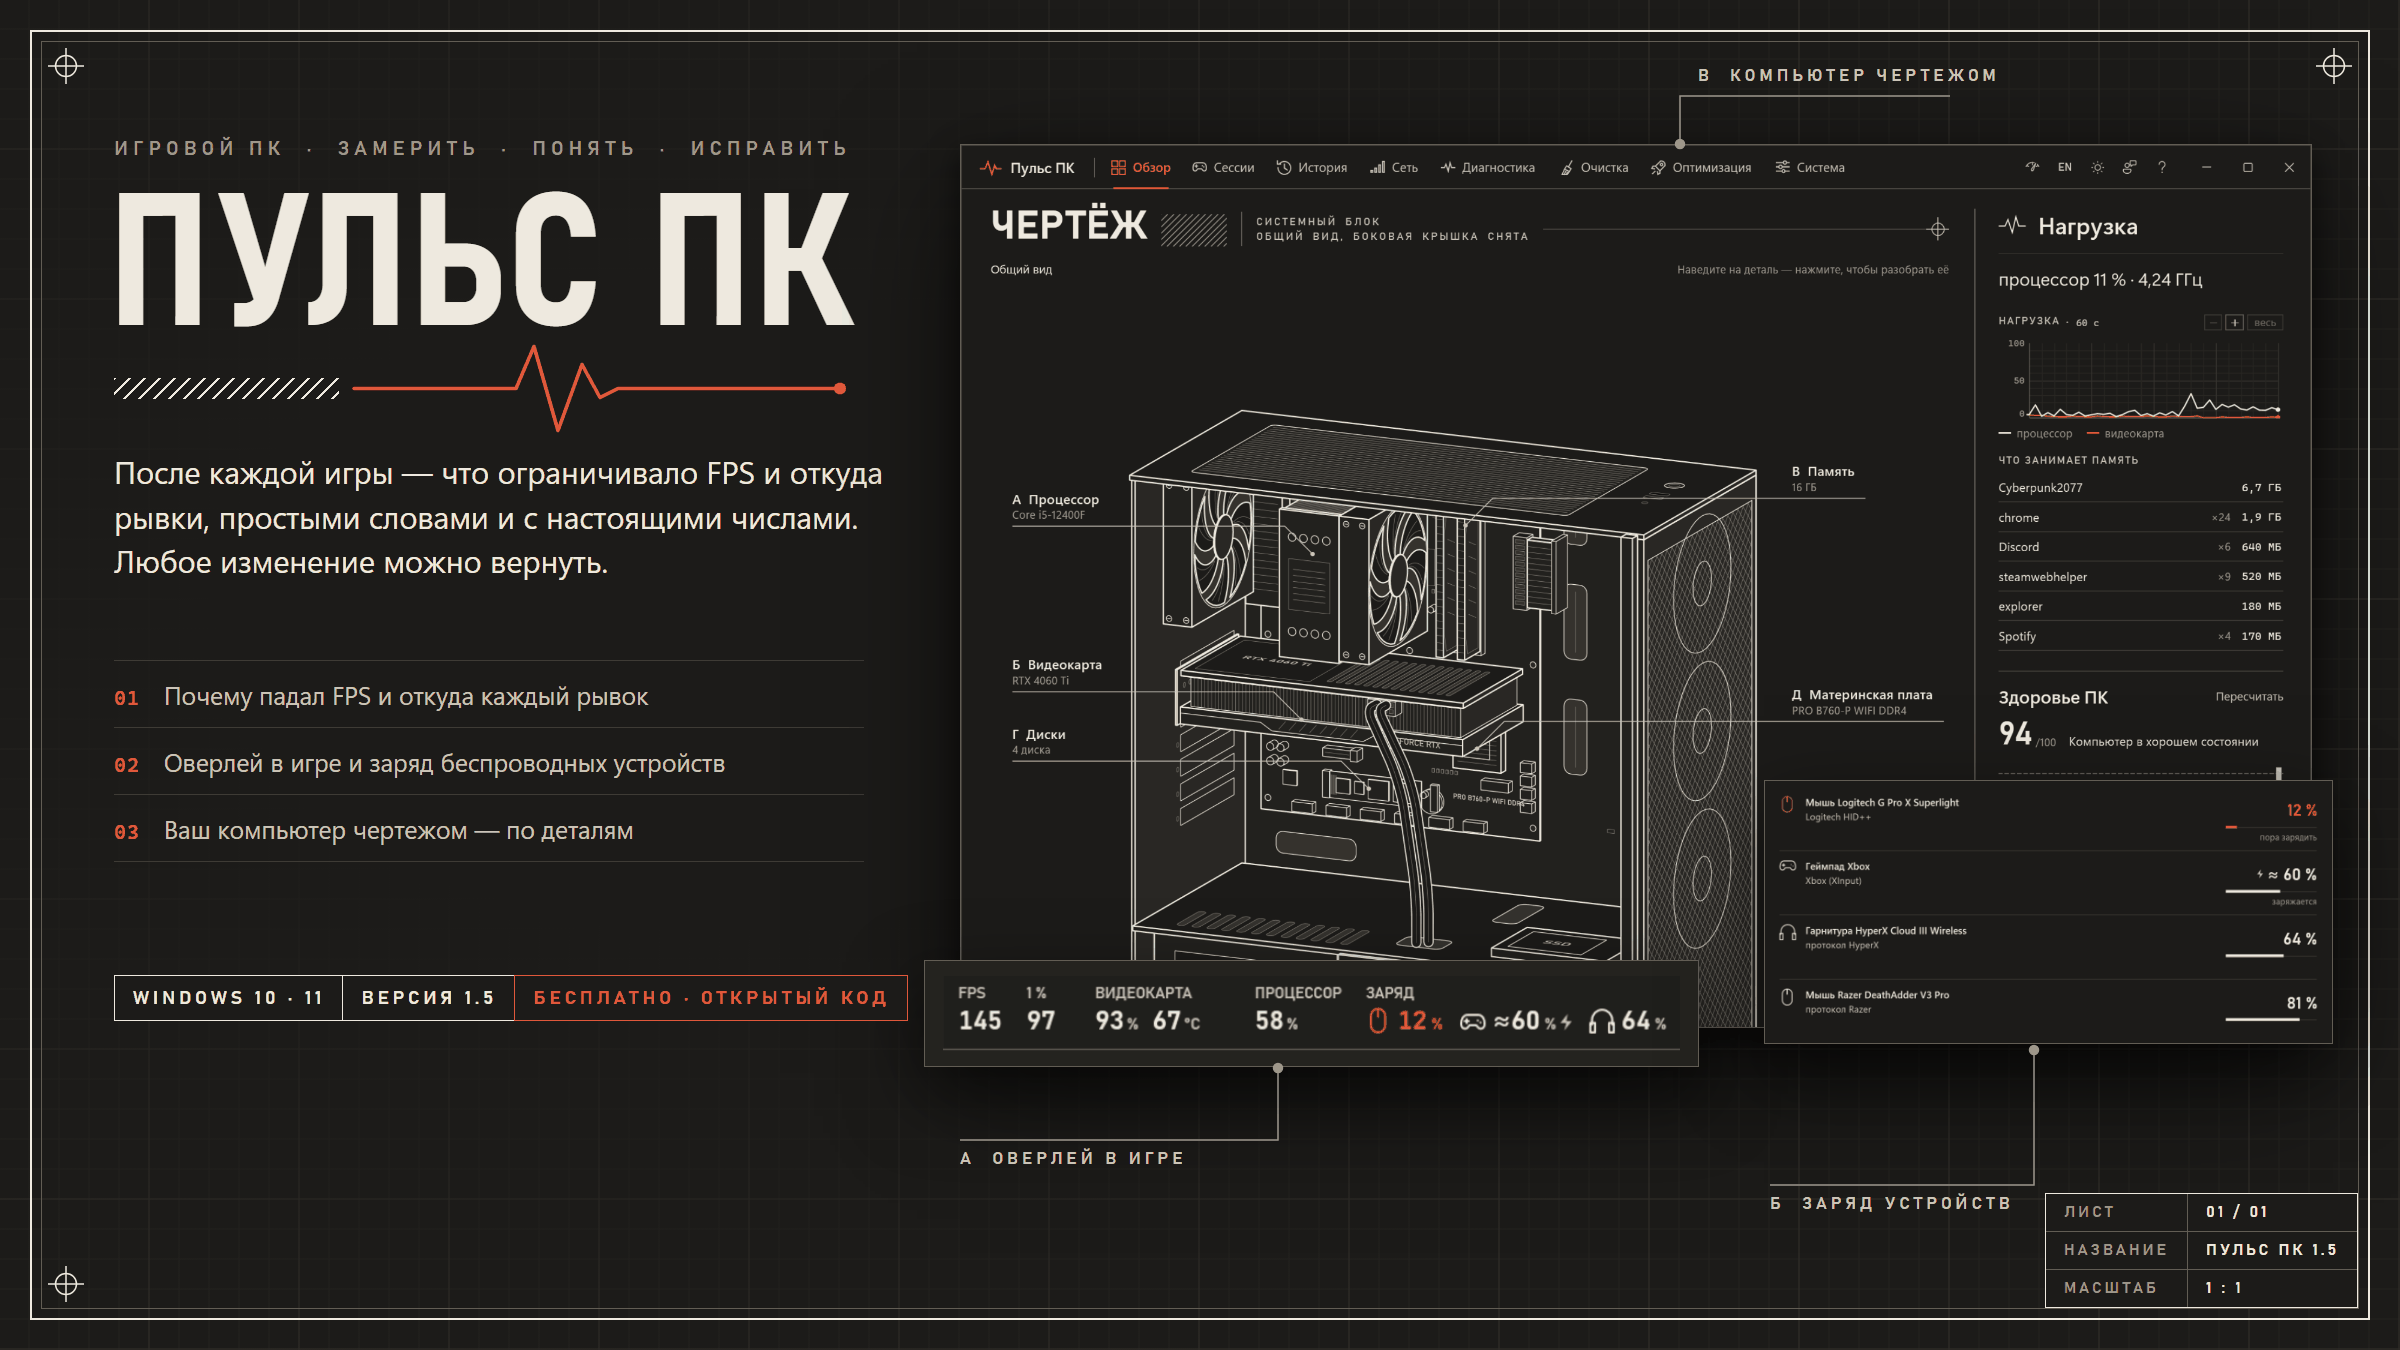 В КОМПЬЮТЕР ЧЕРТЕЖОМ
ИГРОВОЙ ПК · ЗАМЕРИТЬ · ПОНЯТЬ · ИСПРАВИТЬ
ПУЛЬС ПК
После каждой игры — что ограничивало FPS и откуда
рывки, простыми словами и с настоящими числами.
Любое изменение можно вернуть.
01 Почему падал FPS и откуда каждый рывок
02 Оверлей в игре и заряд беспроводных устройств
03 Ваш компьютер чертежом — по деталям
WINDOWS 10 · 11 ВЕРСИЯ 1.5 БЕСПЛАТНО · ОТКРЫТЫЙ КОД
Пульс ПК Обзор Сессии История Сеть Диагностика Очистка Оптимизация Система EN ?
ЧЕРТЁЖ
СИСТЕМНЫЙ БЛОК
ОБЩИЙ ВИД, БОКОВАЯ КРЫШКА СНЯТА
Общий вид
Наведите на деталь — нажмите, чтобы разобрать её
А Процессор
Core i5-12400F
Б Видеокарта
RTX 4060 Ti
Г Диски
4 диска
В Память
16 ГБ
Д Материнская плата
PRO B760-P WIFI DDR4
RTX 4060 Ti
FORCE RTX
PRO B760-P WIFI DDR4
SSD
Нагрузка
процессор 11 % · 4,24 ГГц
НАГРУЗКА · 60 с
− + весь
100
50
0
процессор видеокарта
ЧТО ЗАНИМАЕТ ПАМЯТЬ
Cyberpunk2077 6,7 ГБ
chrome ×24 1,9 ГБ
Discord ×6 640 МБ
steamwebhelper ×9 520 МБ
explorer 180 МБ
Spotify ×4 170 МБ
Здоровье ПК Пересчитать
94 /100 Компьютер в хорошем состоянии
Мышь Logitech G Pro X Superlight 12 %
Logitech HID++
пора зарядить
Геймпад Xbox ≈ 60 %
Xbox (XInput)
заряжается
Гарнитура HyperX Cloud III Wireless 64 %
протокол HyperX
Мышь Razer DeathAdder V3 Pro 81 %
протокол Razer
FPS 1 % ВИДЕОКАРТА ПРОЦЕССОР ЗАРЯД
145 97 93 % 67 °C 58 % 12 % ≈60 % 64 %
А ОВЕРЛЕЙ В ИГРЕ
Б ЗАРЯД УСТРОЙСТВ
ЛИСТ 01 / 01
НАЗВАНИЕ ПУЛЬС ПК 1.5
МАСШТАБ 1 : 1